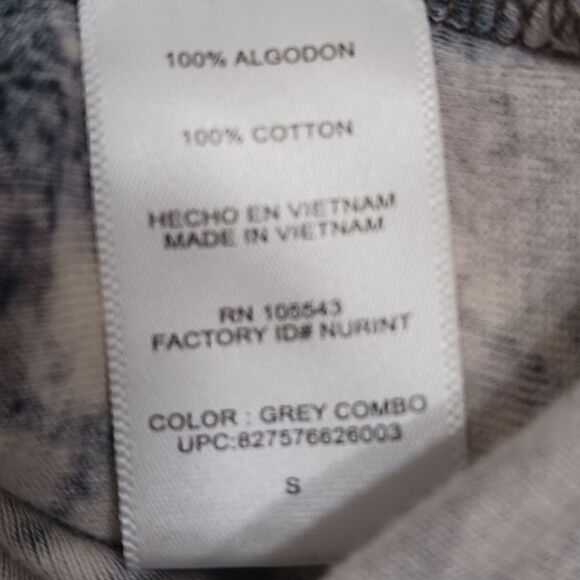 100% ALGODON
100% COTTON
HECHO EN VIETNAM
MADE IN VIETNAM
RN 105543
FACTORY ID# NURINT
COLOR : GREY COMBO
UPC:827576626003
S